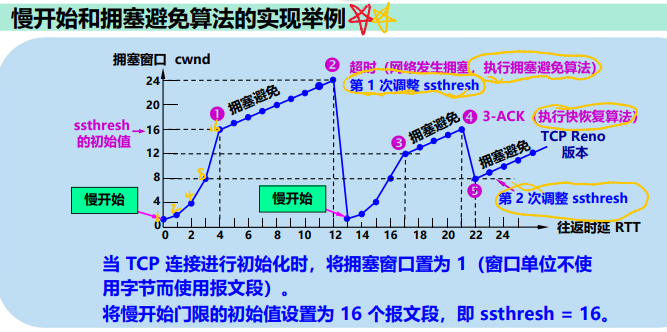 慢开始和拥塞避免算法的实现举例
拥塞窗口 cwnd
❷ 超时（网络发生拥塞，执行拥塞避免算法）
第 1 次调整 ssthresh
24
20
16
12
8
4
0
ssthresh
的初始值
❶
拥塞避免
❸
拥塞避免
❹ 3-ACK（执行快恢复算法）
TCP Reno
版本
拥塞避免
❺
第 2 次调整 ssthresh
慢开始
慢开始
0 2 4 6 8 10 12 14 16 18 20 22 24
往返时延 RTT
当 TCP 连接进行初始化时，将拥塞窗口置为 1（窗口单位不使
用字节而使用报文段）。
将慢开始门限的初始值设置为 16 个报文段，即 ssthresh = 16。